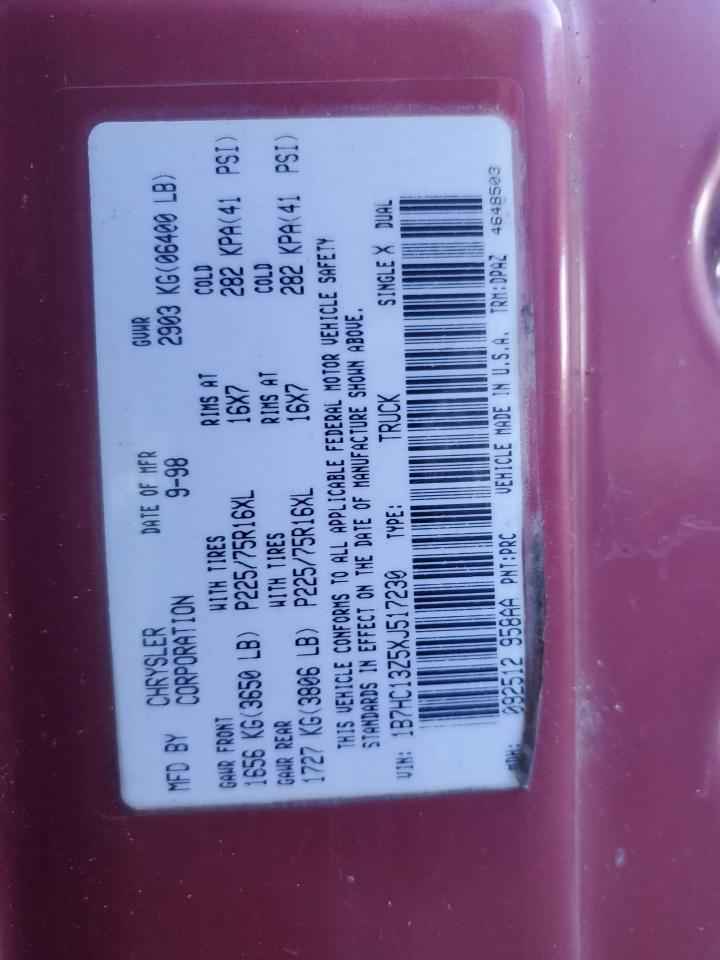 MFD BY CHRYSLER CORPORATION DATE OF MFR 9-98 GVWR 2903 KG(06400 LB)
GAWR FRONT WITH TIRES RIMS AT COLD
1656 KG(3650 LB) P225/75R16XL 16X7 282 KPA(41 PSI)
GAWR REAR WITH TIRES RIMS AT COLD
1727 KG(3806 LB) P225/75R16XL 16X7 282 KPA(41 PSI)
THIS VEHICLE CONFORMS TO ALL APPLICABLE FEDERAL MOTOR VEHICLE SAFETY
STANDARDS IN EFFECT ON THE DATE OF MANUFACTURE SHOWN ABOVE.
VIN: 1B7HC13Z5XJ517230 TYPE: TRUCK SINGLE X DUAL
MDH: 092512 958AA PNT:PRC VEHICLE MADE IN U.S.A. TRM:DPAZ 4648503